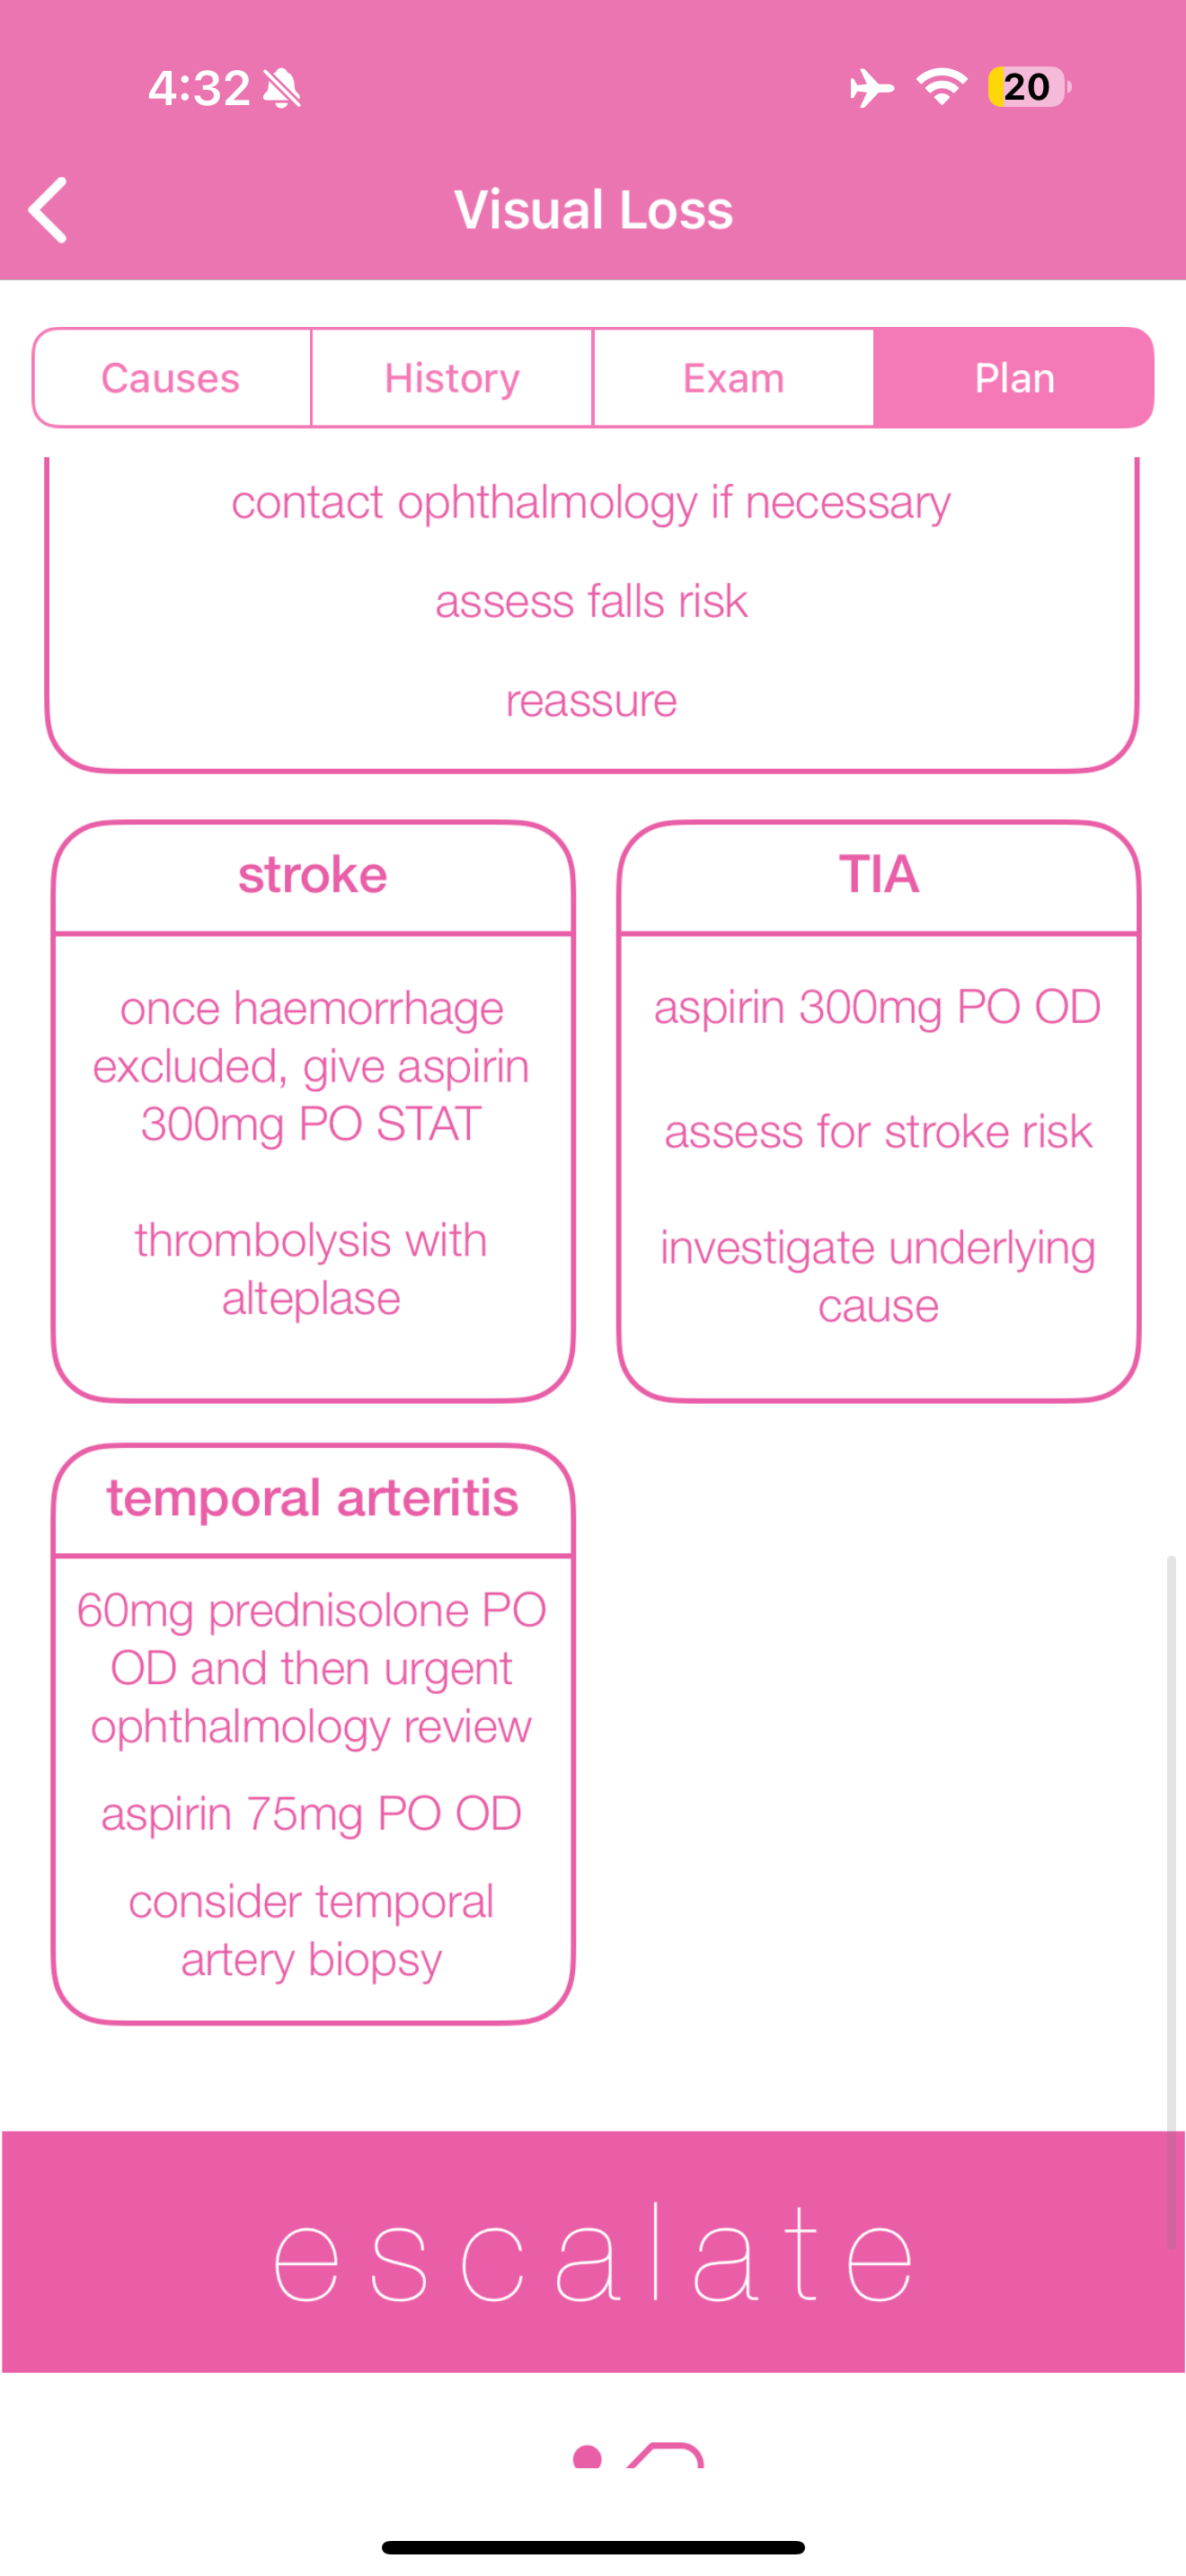 4:32
20
Visual Loss
Causes
History
Exam
Plan
contact ophthalmology if necessary
assess falls risk
reassure
stroke
once haemorrhage
excluded, give aspirin
300mg PO STAT
thrombolysis with
alteplase
TIA
aspirin 300mg PO OD
assess for stroke risk
investigate underlying
cause
temporal arteritis
60mg prednisolone PO
OD and then urgent
ophthalmology review
aspirin 75mg PO OD
consider temporal
artery biopsy
escalate